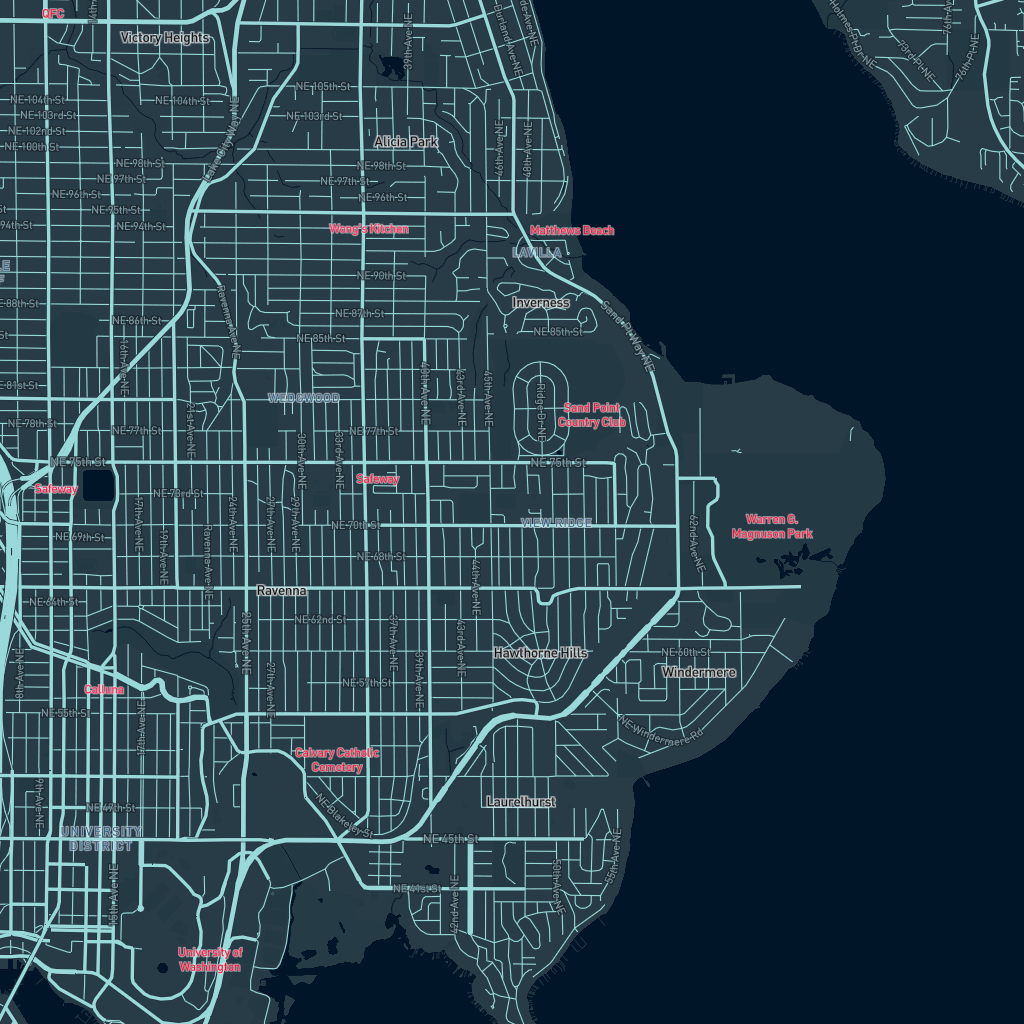 QFC
Victory Heights
39th Ave NE
Durland Ave NE
NE 105th St
NE 104th St
NE 104th St
NE 103rd St
NE 103rd St
NE 102nd St
NE 100th St
Lake City Way NE
Alicia Park
46th Ave NE
48th Ave NE
NE 98th St
NE 98th St
NE 97th St
NE 97th St
NE 96th St
NE 96th St
NE 95th St
NE 94th St
94th St
Wong's Kitchen
Matthews Beach
LAVILLA
NE 90th St
Inverness
Ravenna Ave NE
NE 88th St
NE 87th St
NE 86th St
NE 85th St
NE 85th St
Sand Pt Way NE
16th Ave NE
NE 81st St
43rd Ave NE
45th Ave NE
Ridge Dr NE
WEDGWOOD
Sand Point
Country Club
21st Ave NE
NE 78th St
NE 77th St
NE 77th St
30th Ave NE
33rd Ave NE
NE 75th St
NE 75th St
Safeway
Safeway
NE 73rd St
17th Ave NE
19th Ave NE
Ravenna Ave NE
24th Ave NE
27th Ave NE
29th Ave NE
NE 70th St
VIEW RIDGE
62nd Ave NE
Warren G.
Magnuson Park
NE 69th St
NE 68th St
44th Ave NE
Ravenna
NE 64th St
NE 62nd St
25th Ave NE
37th Ave NE
39th Ave NE
43rd Ave NE
Hawthorne Hills
NE 60th St
Windermere
8th Ave NE
Calluna
27th Ave NE
NE 57th St
NE 55th St
17th Ave NE
NE Windermere Rd
Calvary Catholic
Cemetery
9th Ave NE
NE 47th St
NE Blakeley St
Laurelhurst
UNIVERSITY
DISTRICT
NE 45th St
55th Ave NE
15th Ave NE
NE 41st St
42nd Ave NE
50th Ave NE
University of
Washington
Holmes Pt Dr NE
73rd Pl NE
76th Pl NE